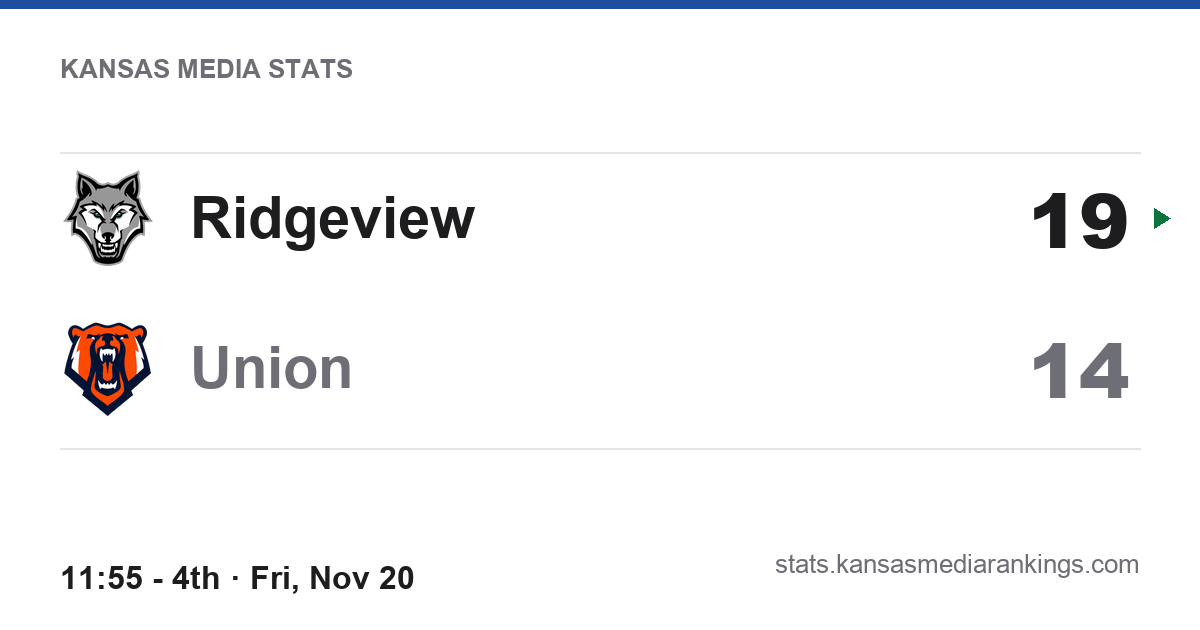 KANSAS MEDIA STATS
Ridgeview 19
Union 14
11:55 - 4th · Fri, Nov 20
stats.kansasmediarankings.com